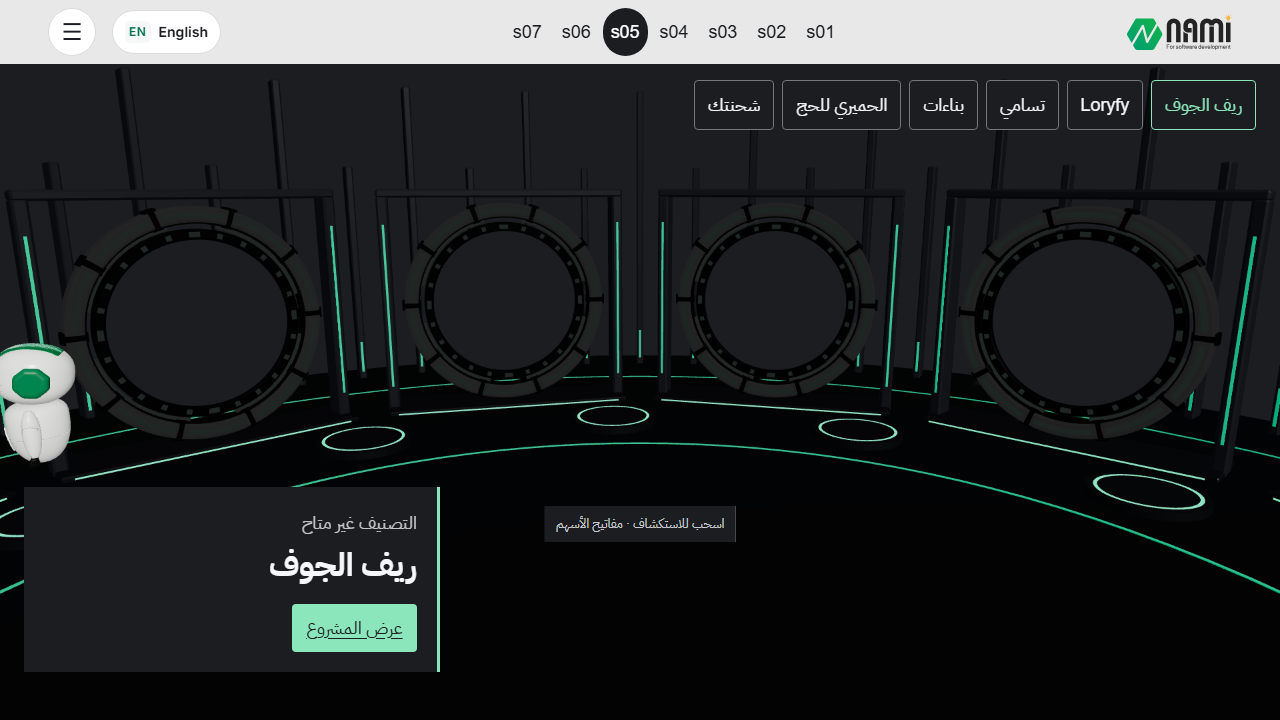 nami
For software development
s01 s02 s03 s04 s05 s06 s07
EN English
ريف الجوف Loryfy تسامي بناءات الحميري للحج شحنتك
التصنيف غير متاح
ريف الجوف
عرض المشروع
اسحب للاستكشاف · مفاتيح الأسهم